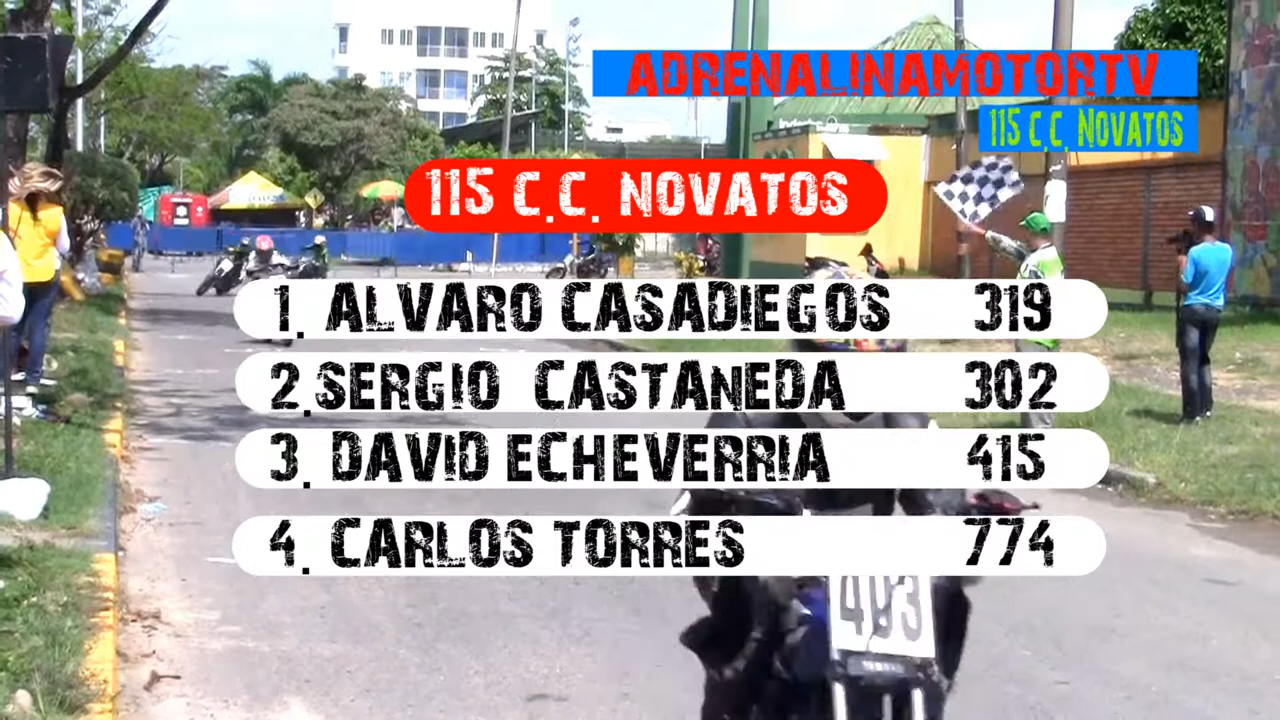 ADRENALINAMOTORTV
115 C.C. NOVATOS
115 C.C. NOVATOS
1. ALVARO CASADIEGOS 319
2. SERGIO CASTANEDA 302
3. DAVID ECHEVERRIA 415
4. CARLOS TORRES 774
403